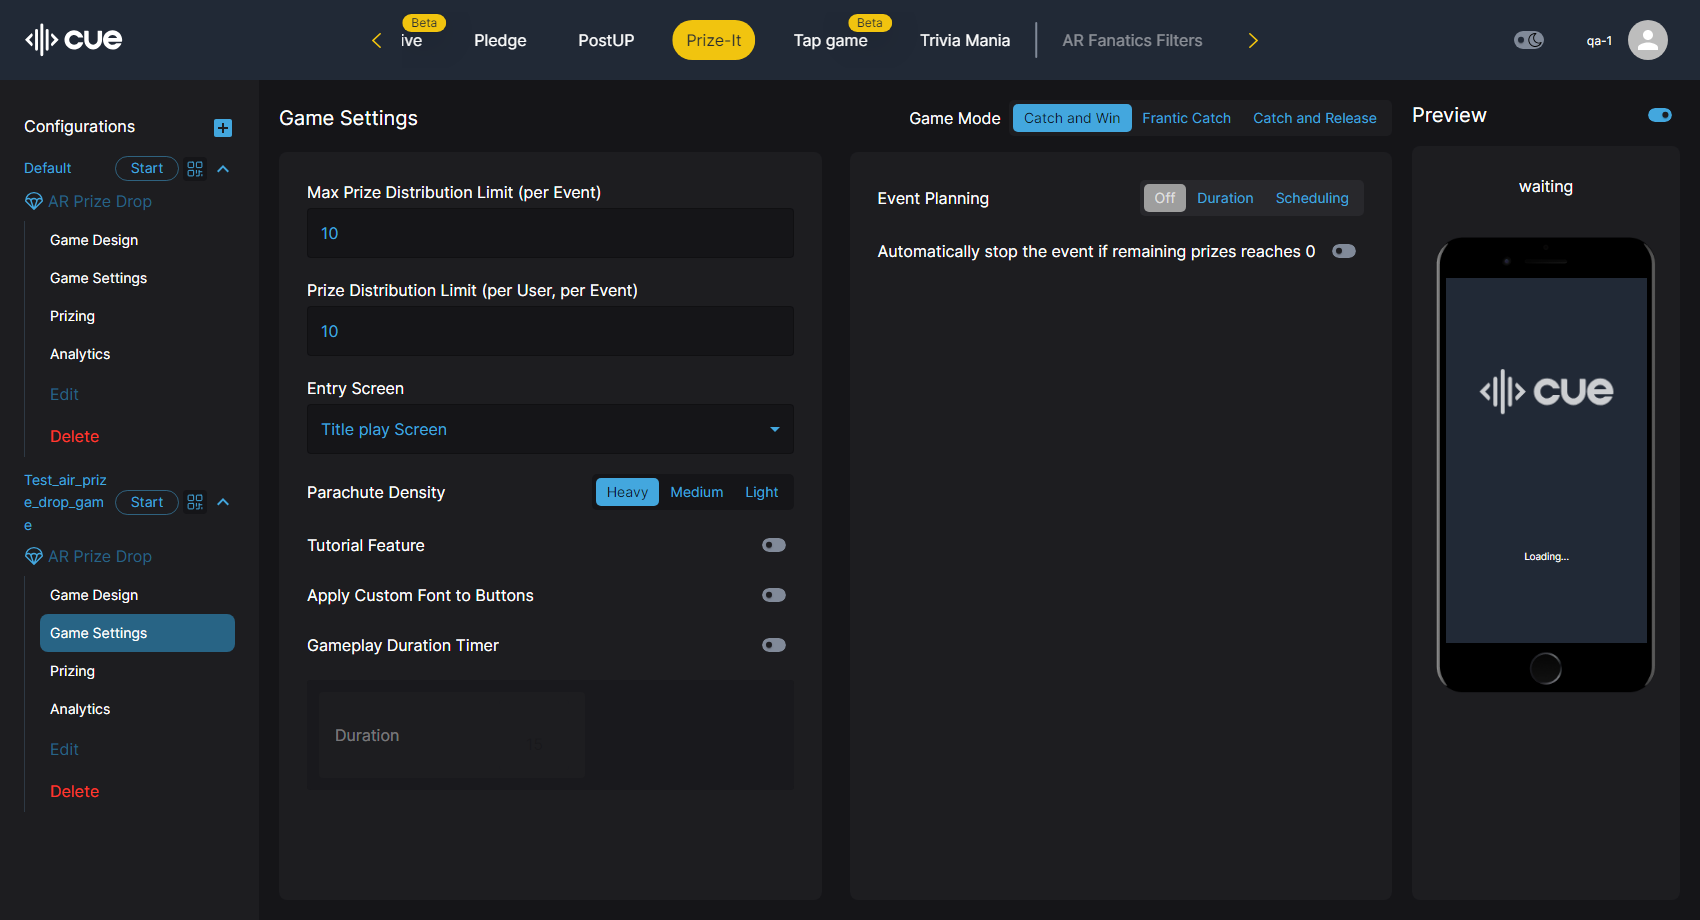 cue
Beta
ive
Pledge
PostUP
Prize-It
Beta
Tap game
Trivia Mania
AR Fanatics Filters
qa-1
Configurations
Default
Start
AR Prize Drop
Game Design
Game Settings
Prizing
Analytics
Edit
Delete
Test_air_priz
e_drop_gam
e
Start
AR Prize Drop
Game Design
Game Settings
Prizing
Analytics
Edit
Delete
Game Settings
Game Mode
Catch and Win
Frantic Catch
Catch and Release
Max Prize Distribution Limit (per Event)
10
Prize Distribution Limit (per User, per Event)
10
Entry Screen
Title play Screen
Parachute Density
Heavy
Medium
Light
Tutorial Feature
Apply Custom Font to Buttons
Gameplay Duration Timer
Duration
Event Planning
Off
Duration
Scheduling
Automatically stop the event if remaining prizes reaches 0
Preview
waiting
cue
Loading...